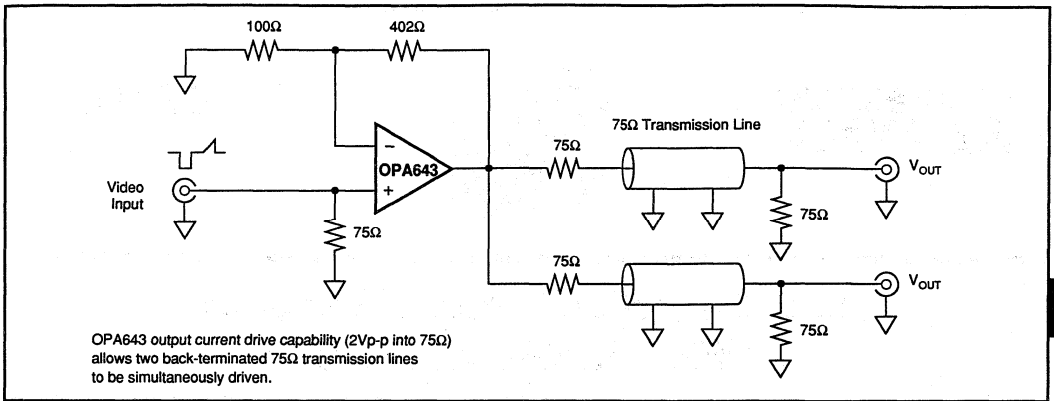 100Ω
402Ω
75Ω Transmission Line
−
OPA643
+
75Ω
VOUT
Video
Input
75Ω
75Ω
75Ω
VOUT
75Ω
OPA643 output current drive capability (2Vp-p into 75Ω)
allows two back-terminated 75Ω transmission lines
to be simultaneously driven.